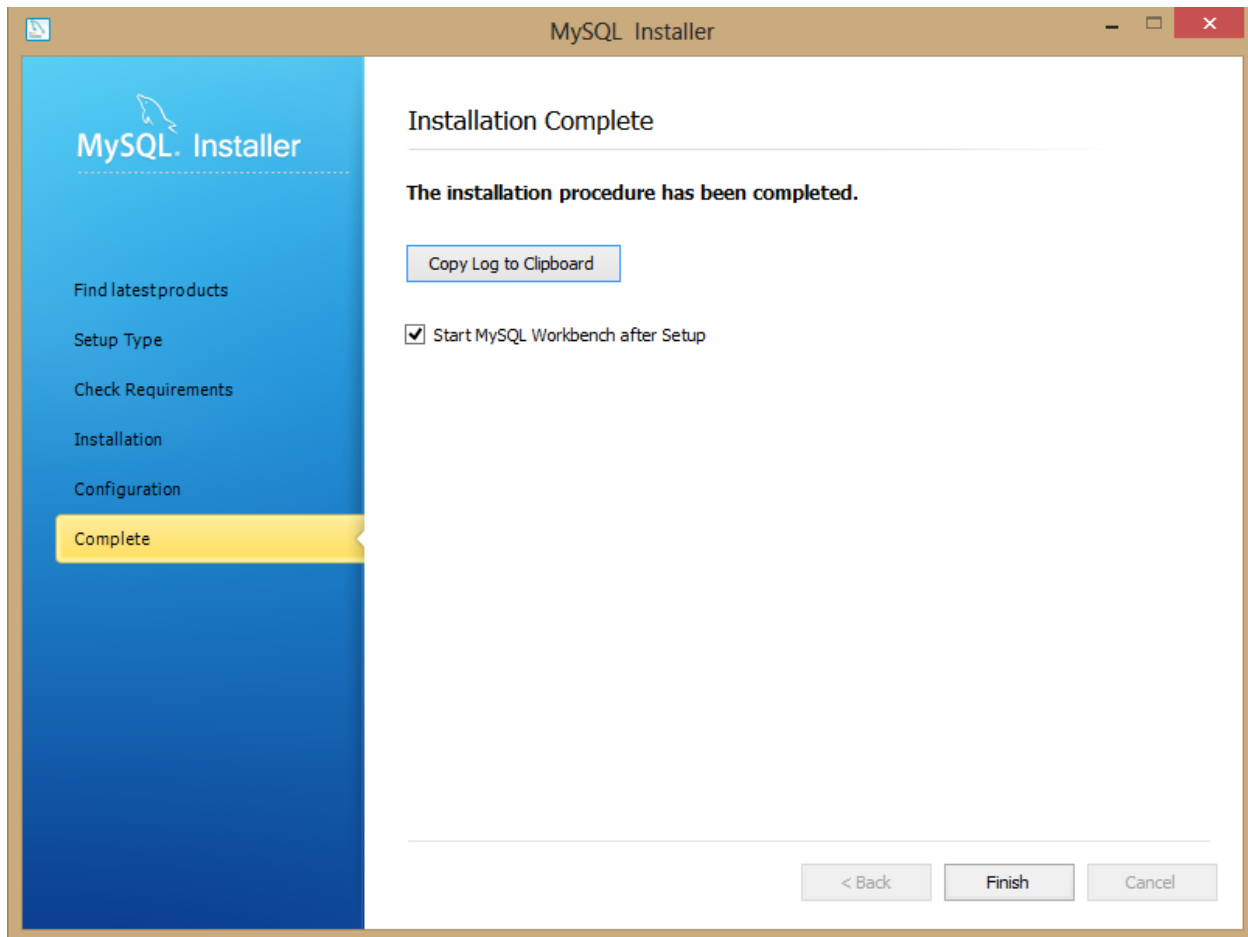 MySQL Installer
MySQL. Installer
Find latest products
Setup Type
Check Requirements
Installation
Configuration
Complete
Installation Complete
The installation procedure has been completed.
Copy Log to Clipboard
Start MySQL Workbench after Setup
< Back
Finish
Cancel